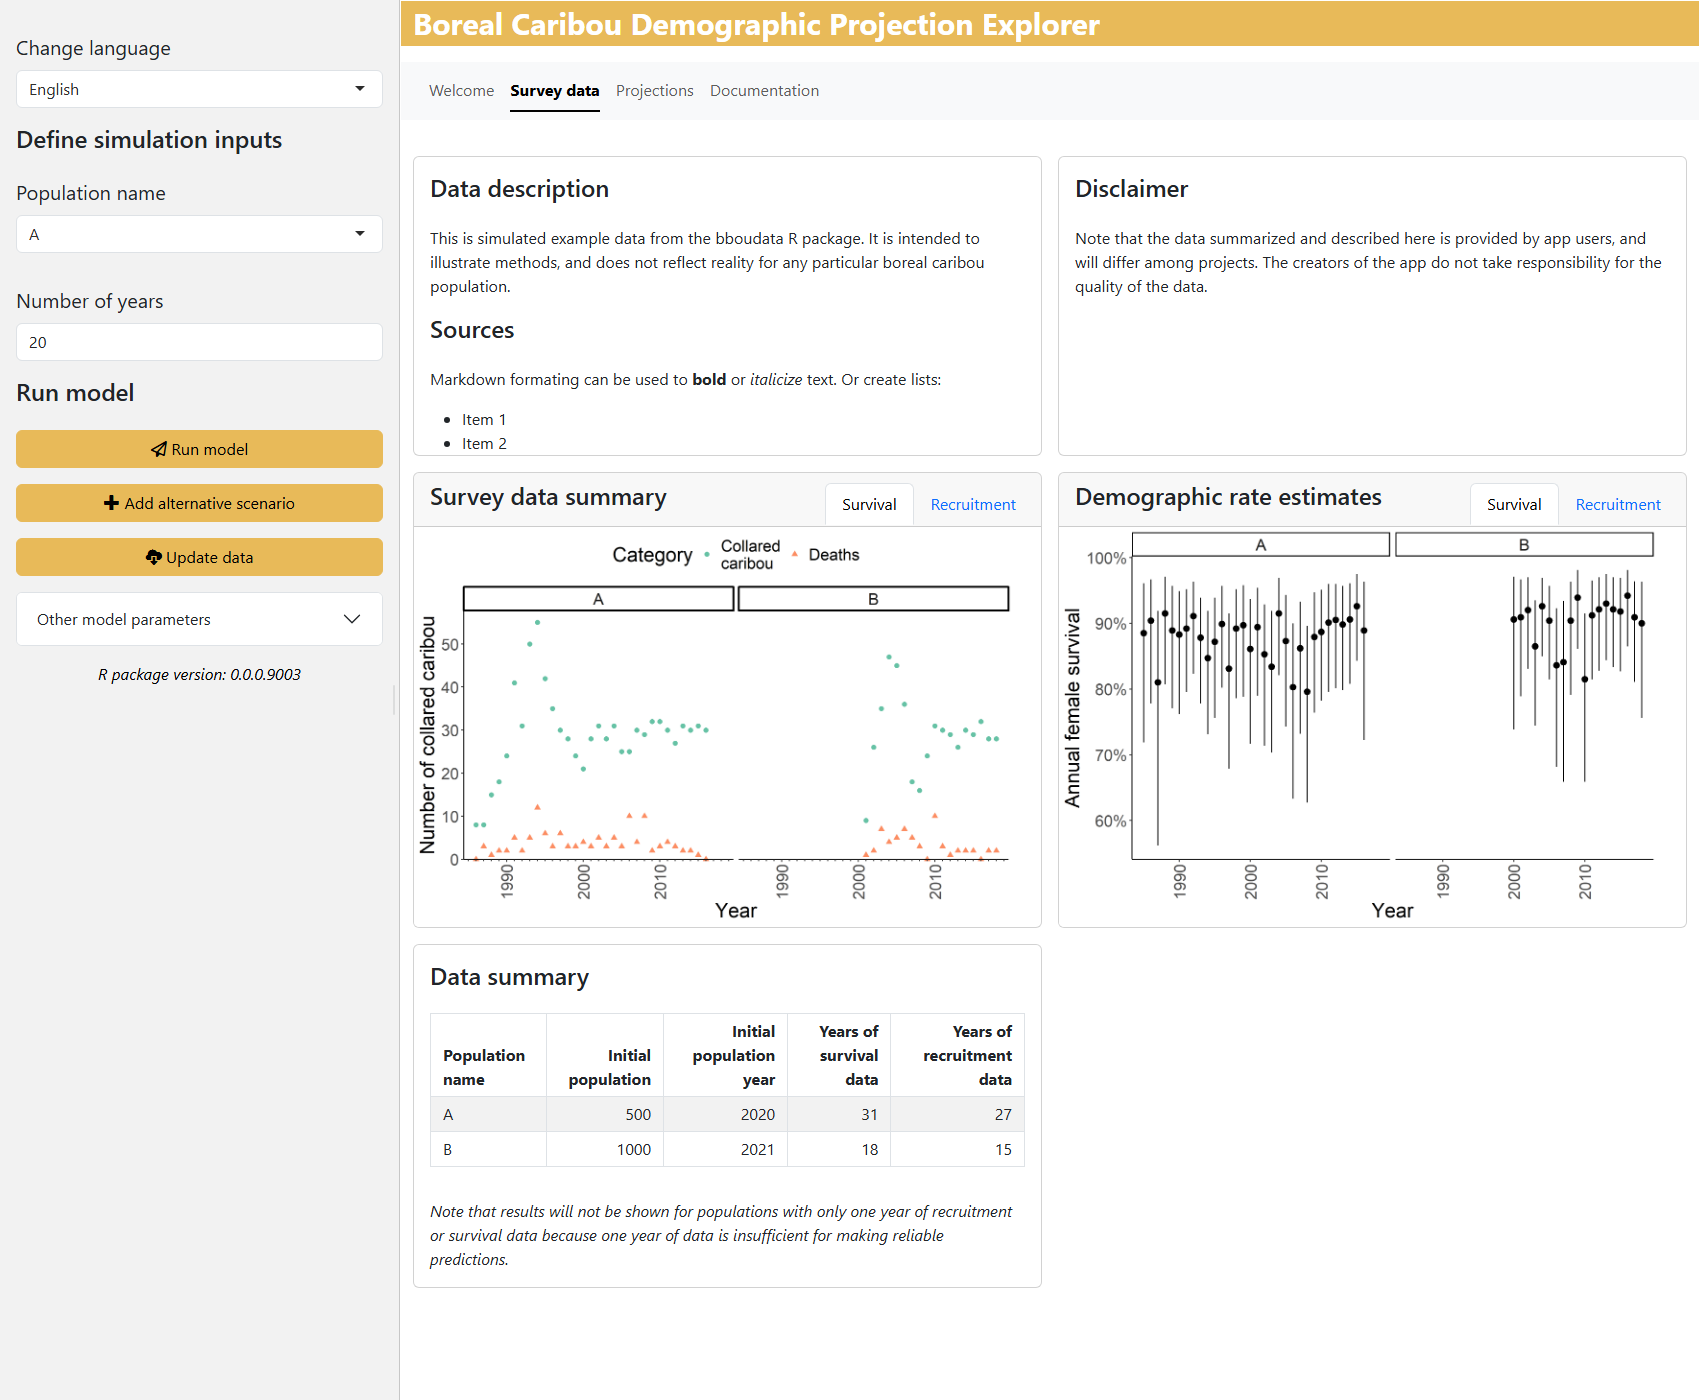 Change language
English
Define simulation inputs
Population name
A
Number of years
20
Run model
Run model
Add alternative scenario
Update data
Other model parameters
R package version: 0.0.0.9003
Boreal Caribou Demographic Projection Explorer
Welcome Survey data Projections Documentation
Data description
This is simulated example data from the bboudata R package. It is intended to
illustrate methods, and does not reflect reality for any particular boreal caribou
population.
Sources
Markdown formating can be used to bold or italicize text. Or create lists:
Item 1
Item 2
Disclaimer
Note that the data summarized and described here is provided by app users, and
will differ among projects. The creators of the app do not take responsibility for the
quality of the data.
Survey data summary Survival Recruitment
Category Collared caribou Deaths
A B
Number of collared caribou
50
40
30
20
10
0
1990 2000 2010 1990 2000 2010
Year
Demographic rate estimates Survival Recruitment
A B
Annual female survival
100%
90%
80%
70%
60%
1990 2000 2010 1990 2000 2010
Year
Data summary
Population name Initial population Initial population year Years of survival data Years of recruitment data
A 500 2020 31 27
B 1000 2021 18 15
Note that results will not be shown for populations with only one year of recruitment
or survival data because one year of data is insufficient for making reliable
predictions.